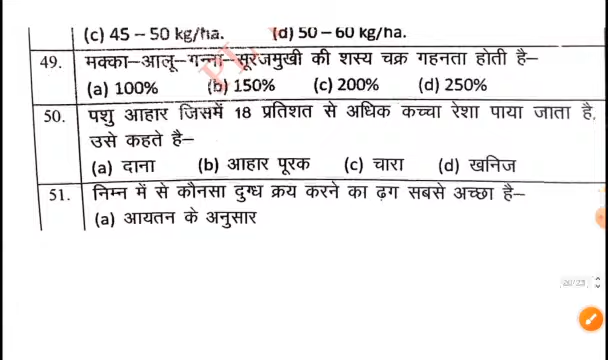 (c) 45 – 50 kg/ha. (d) 50 – 60 kg/ha.
49. मक्का–आलू–गन्ना–सूरजमुखी की शस्य चक्र गहनता होती है–
(a) 100% (b) 150% (c) 200% (d) 250%
50. पशु आहार जिसमें 18 प्रतिशत से अधिक कच्चा रेशा पाया जाता है,
उसे कहते है–
(a) दाना (b) आहार पूरक (c) चारा (d) खनिज
51. निम्न में से कौनसा दुग्ध क्रय करने का ढ़ग सबसे अच्छा है–
(a) आयतन के अनुसार